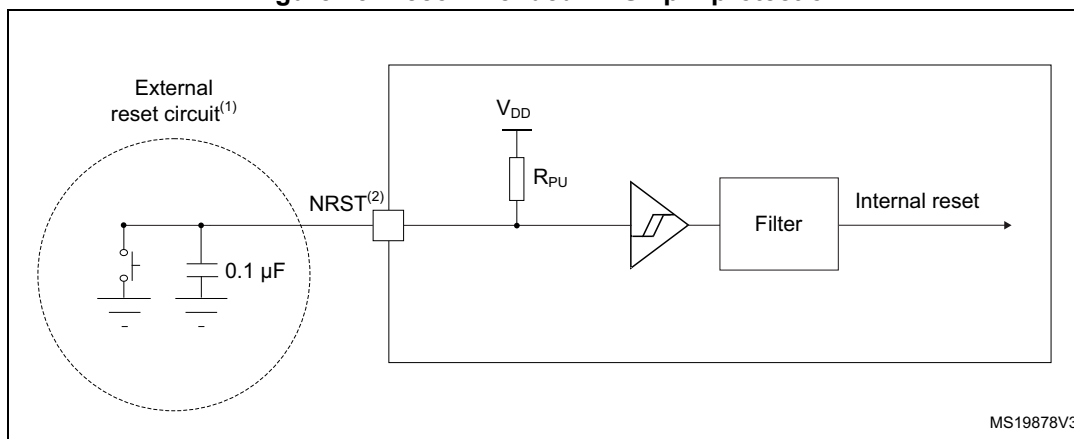 External
reset circuit(1)
VDD
RPU
NRST(2)
Filter
Internal reset
0.1 µF
MS19878V3